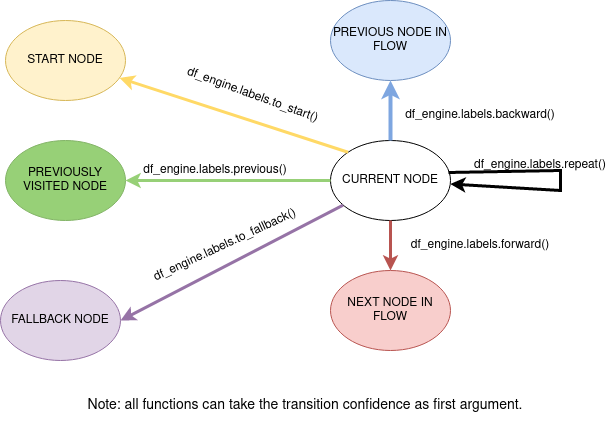 PREVIOUS NODE IN
FLOW
START NODE
df_engine.labels.to_start()
df_engine.labels.backward()
df_engine.labels.previous()
df_engine.labels.repeat()
PREVIOUSLY
VISITED NODE
CURRENT NODE
df_engine.labels.to_fallback()
df_engine.labels.forward()
FALLBACK NODE
NEXT NODE IN
FLOW
Note: all functions can take the transition confidence as first argument.